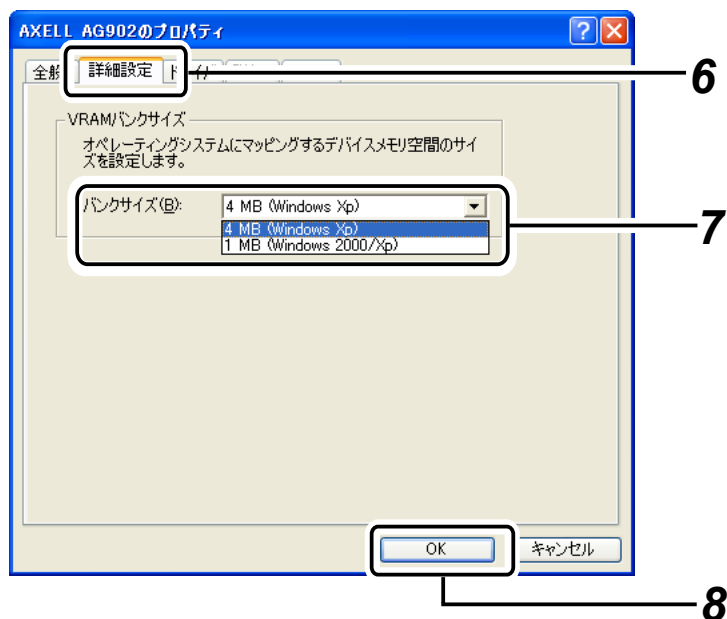 AXELL AG902のプロパティ
全般
詳細設定
6
VRAMバンクサイズ
オペレーティングシステムにマッピングするデバイスメモリ空間のサイ
ズを設定します。
バンクサイズ(B):
4 MB (Windows Xp)
4 MB (Windows Xp)
1 MB (Windows 2000/Xp)
7
OK
キャンセル
8